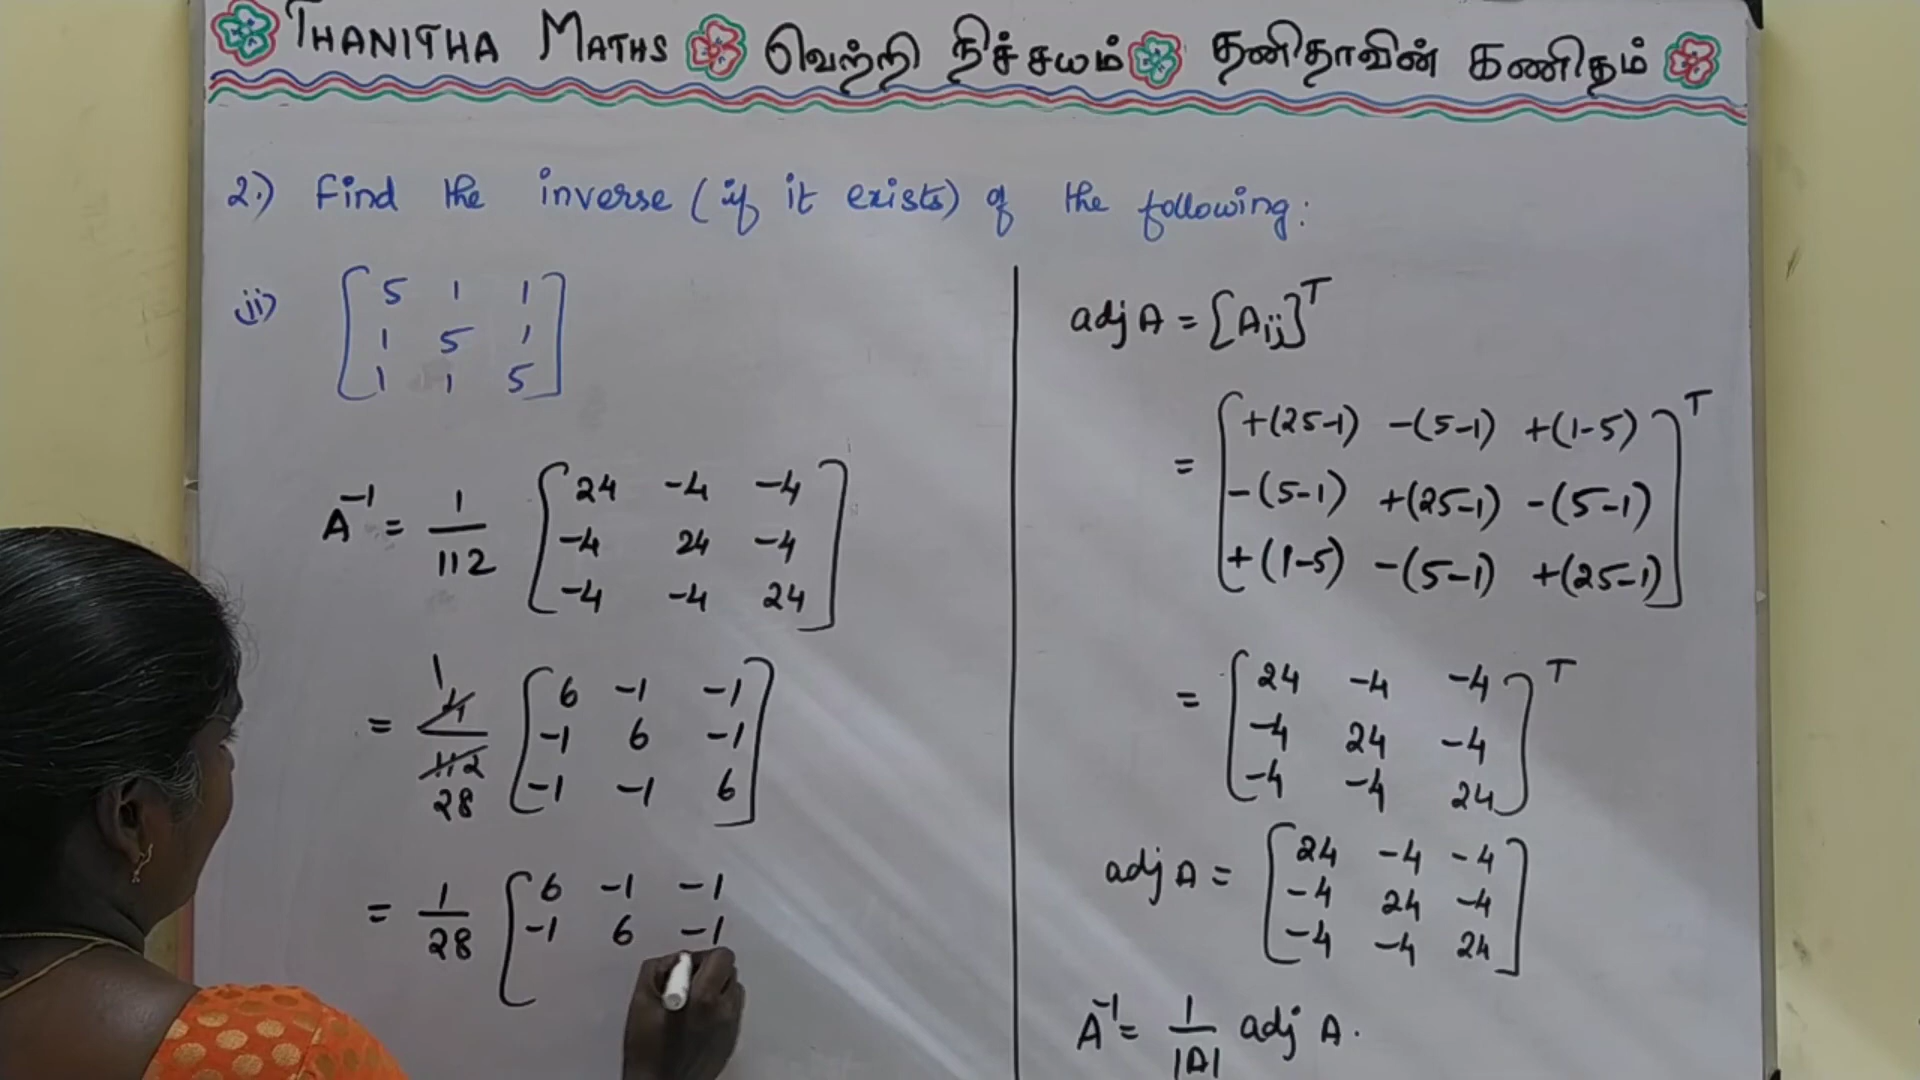 THANITHA MATHS வெற்றி நிச்சயம் தனிதாவின் கணிதம்
2.) Find the inverse (if it exists) of the following:
ii) [5 1 1
1 5 1
1 1 5]
A⁻¹ = 1/112 [24 -4 -4
-4 24 -4
-4 -4 24]
= 4/112 [6 -1 -1
-1 6 -1
-1 -1 6]
1
28
= 1/28 [6 -1 -1
-1 6 -1
adj A = [Aij]ᵀ
= [+(25-1) -(5-1) +(1-5)
-(5-1) +(25-1) -(5-1)
+(1-5) -(5-1) +(25-1)]ᵀ
= [24 -4 -4
-4 24 -4
-4 -4 24]ᵀ
adj A = [24 -4 -4
-4 24 -4
-4 -4 24]
A⁻¹ = 1/|A| adj A.